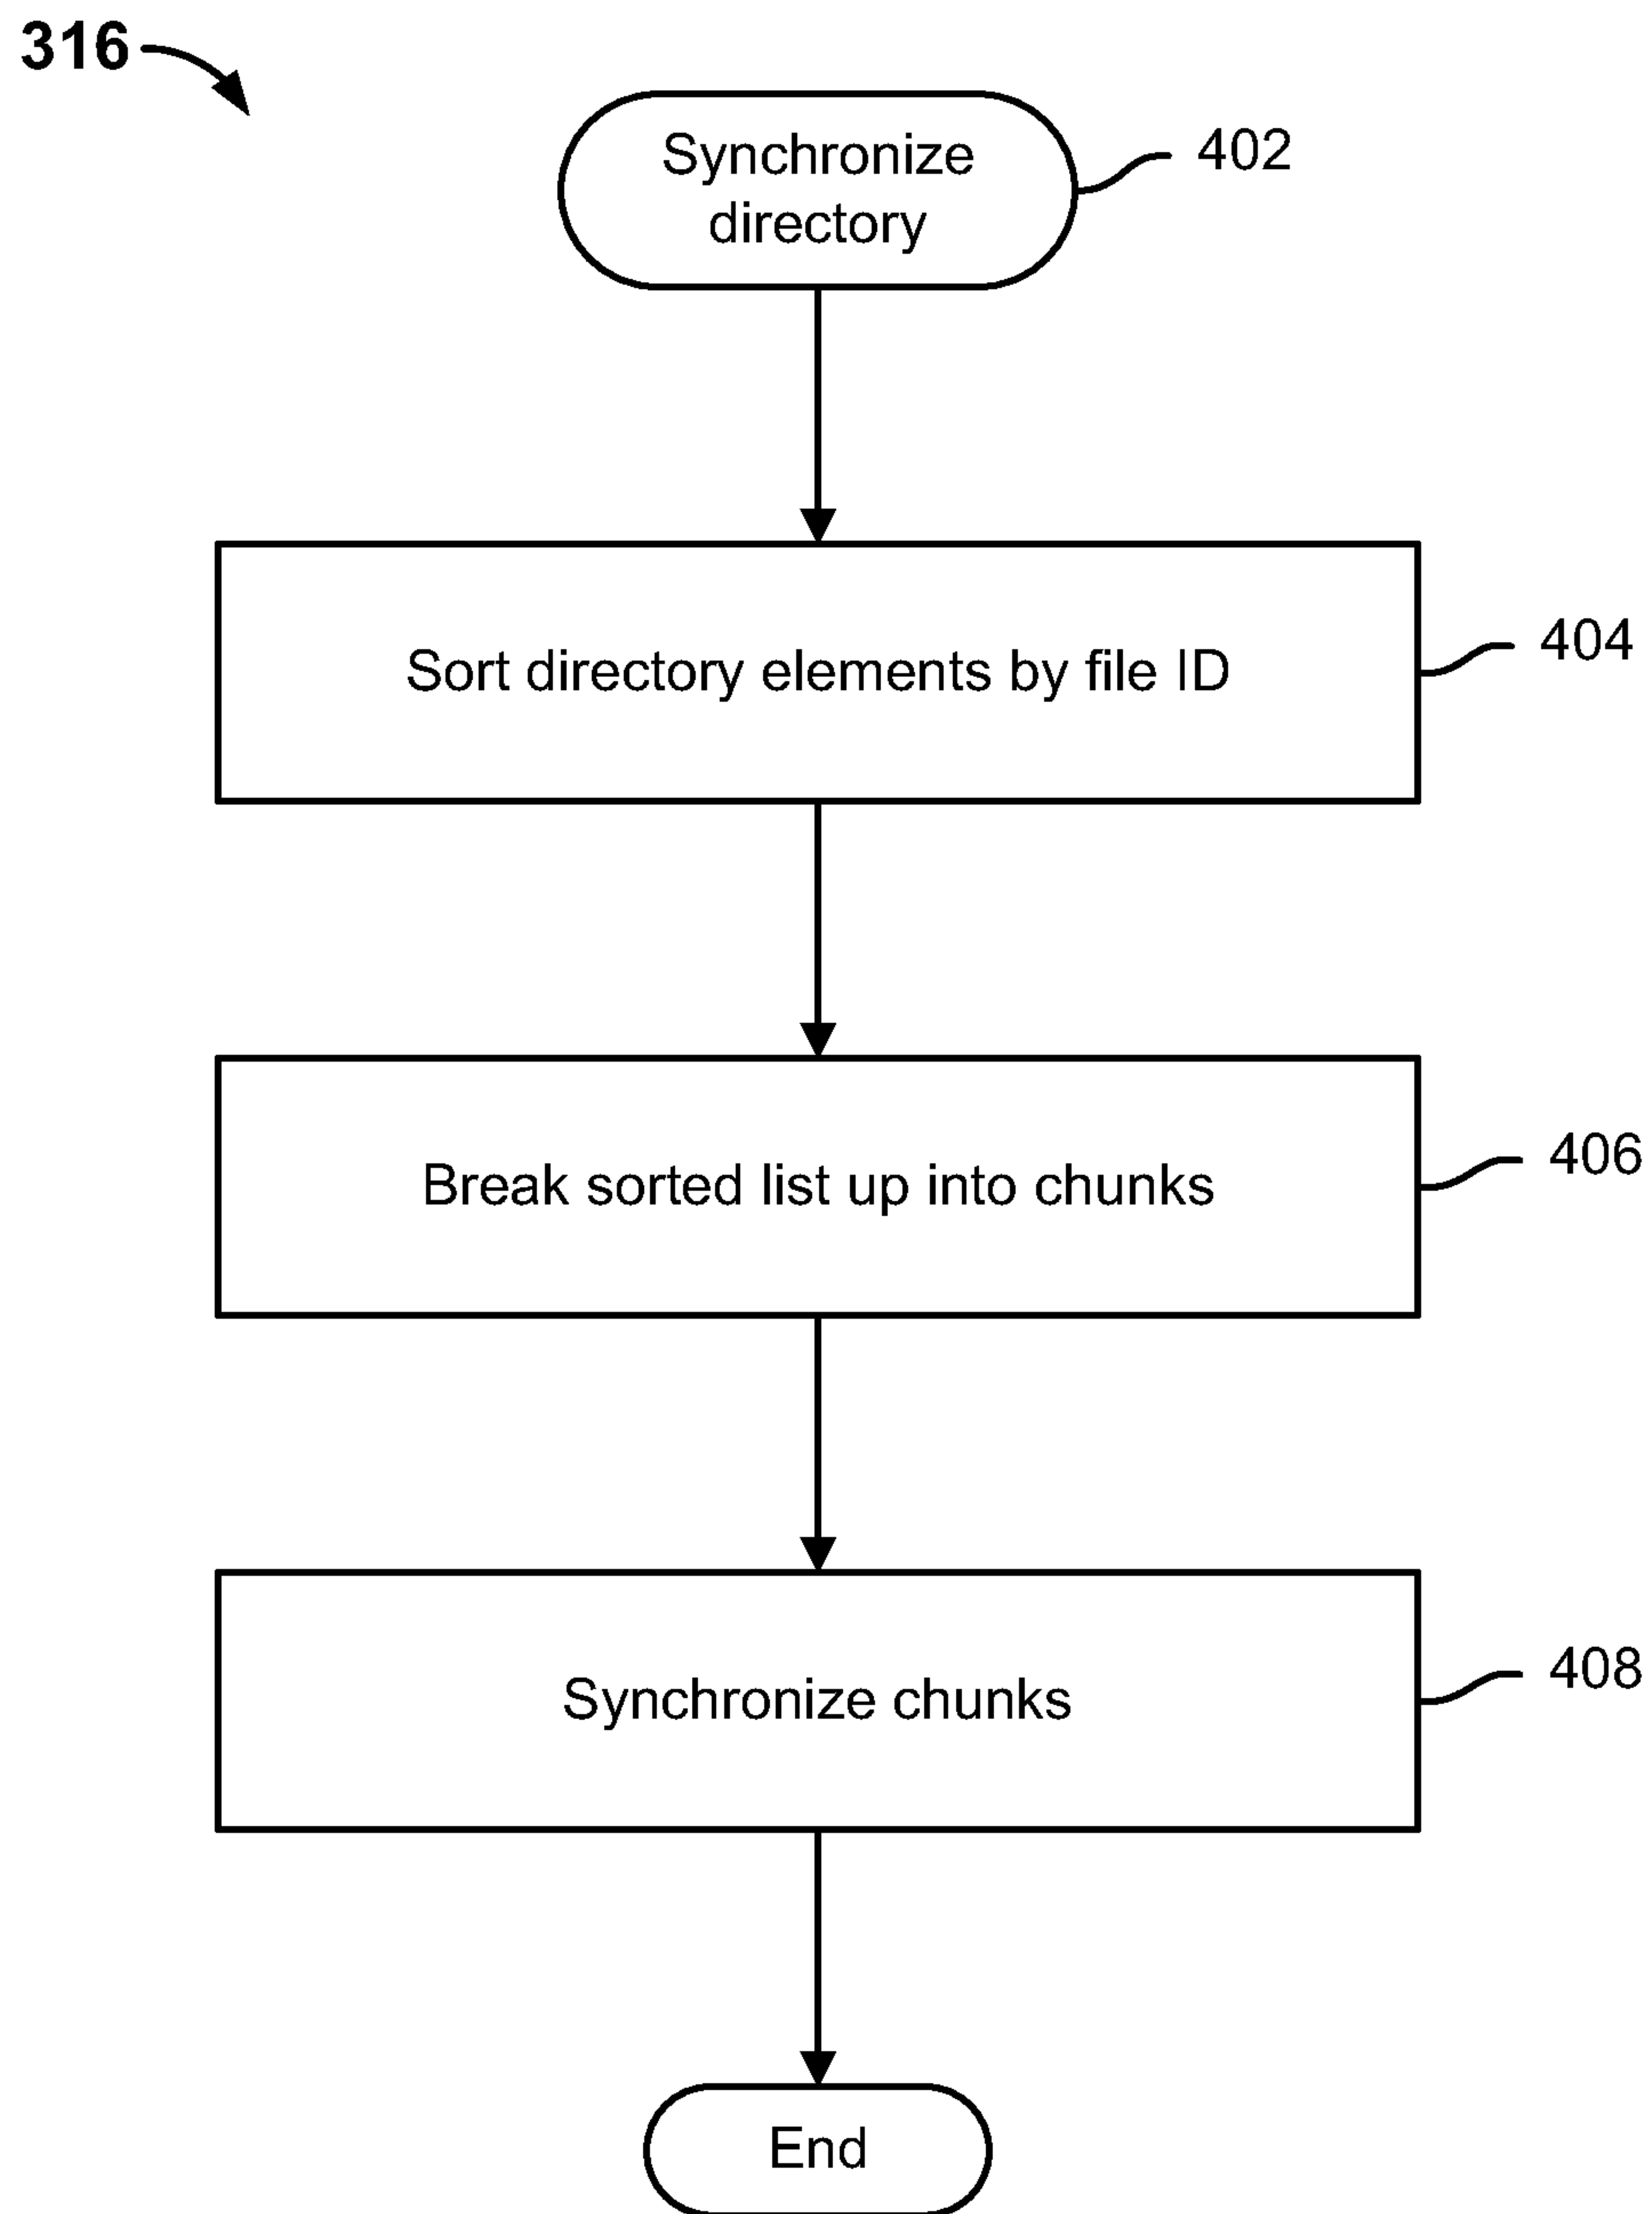 316
Synchronize
directory
402
Sort directory elements by file ID
404
Break sorted list up into chunks
406
Synchronize chunks
408
End